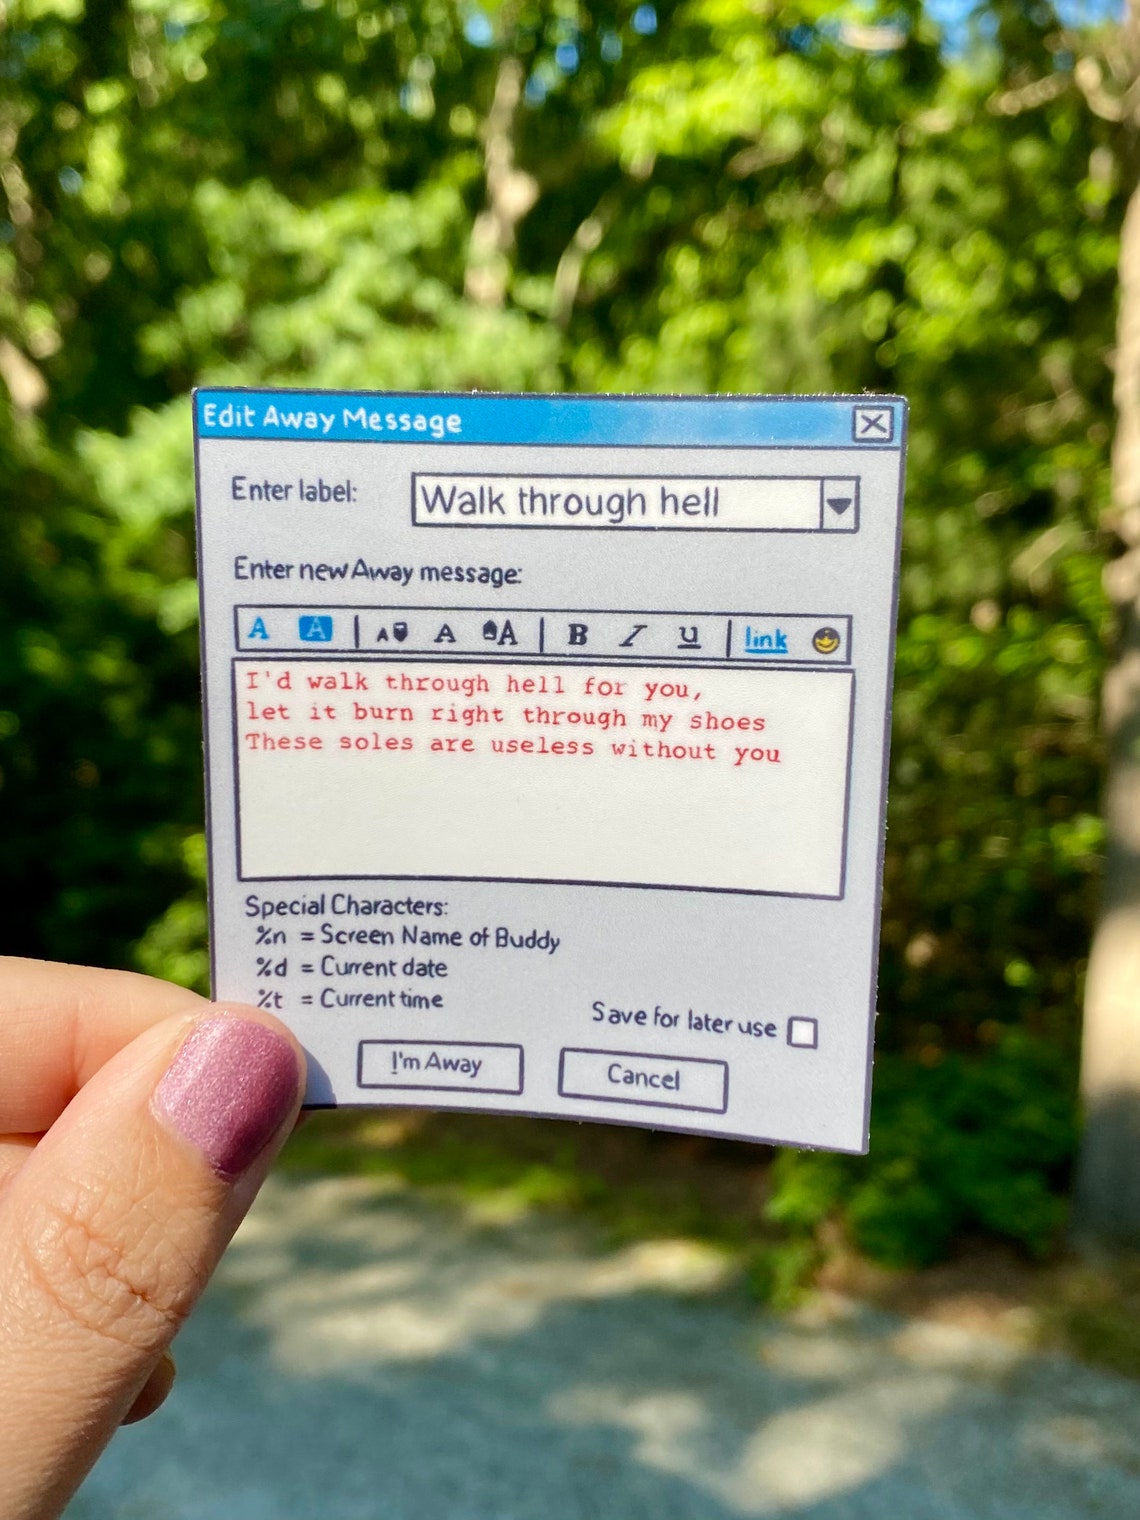 Edit Away Message
Enter label: Walk through hell
Enter new Away message:
A A A A A B I U link
I'd walk through hell for you,
let it burn right through my shoes
These soles are useless without you
Special Characters:
%n = Screen Name of Buddy
%d = Current date
%t = Current time
Save for later use
I'm Away Cancel